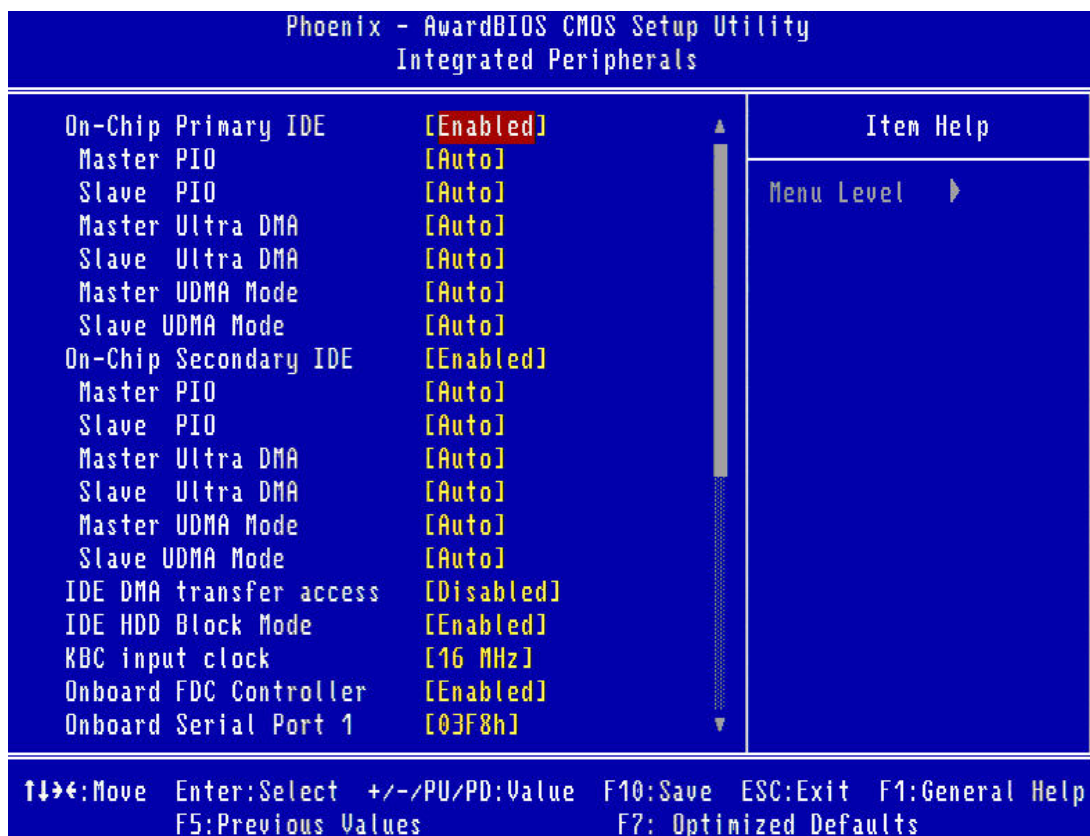 Phoenix - AwardBIOS CMOS Setup Utility
Integrated Peripherals
On-Chip Primary IDE [Enabled]
Master PIO [Auto]
Slave PIO [Auto]
Master Ultra DMA [Auto]
Slave Ultra DMA [Auto]
Master UDMA Mode [Auto]
Slave UDMA Mode [Auto]
On-Chip Secondary IDE [Enabled]
Master PIO [Auto]
Slave PIO [Auto]
Master Ultra DMA [Auto]
Slave Ultra DMA [Auto]
Master UDMA Mode [Auto]
Slave UDMA Mode [Auto]
IDE DMA transfer access [Disabled]
IDE HDD Block Mode [Enabled]
KBC input clock [16 MHz]
Onboard FDC Controller [Enabled]
Onboard Serial Port 1 [03F8h]
Item Help
Menu Level
↑↓→←:Move Enter:Select +/-/PU/PD:Value F10:Save ESC:Exit F1:General Help
F5:Previous Values F7: Optimized Defaults